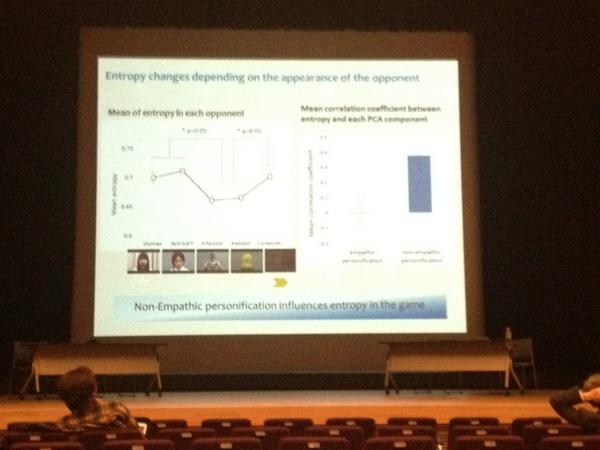 Entropy changes depending on the appearance of the opponent
Mean of entropy in each opponent
* p<0.05
* p<0.05
Mean entropy
0.75
0.7
0.65
0.6
Human
Infanoid
Keepon
Computer
Mean correlation coefficient between
entropy and each PCA component
Mean correlation coefficient
empathic
personification
non-empathic
personification
Non-Empathic personification influences entropy in the game